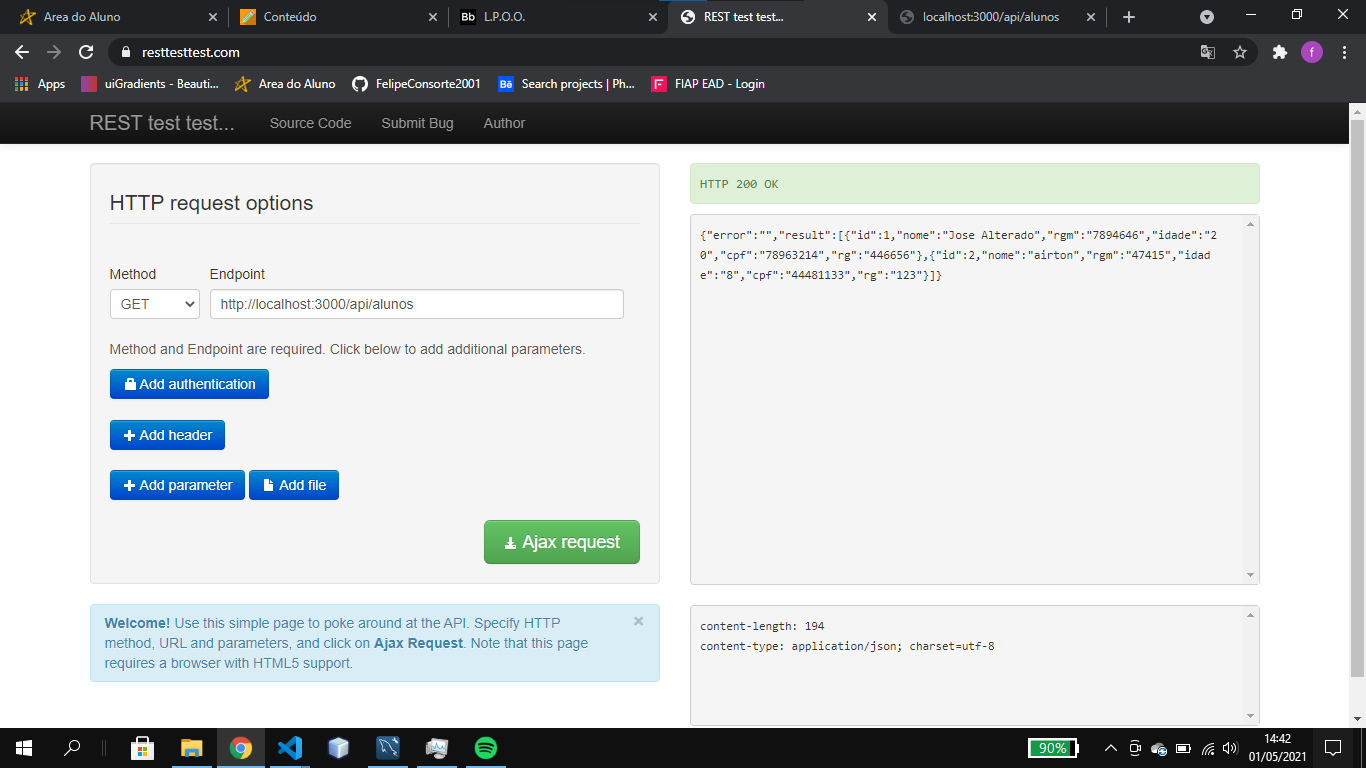 Area do Aluno
Conteúdo
Bb L.P.O.O.
REST test test...
localhost:3000/api/alunos
resttesttest.com
f
Apps
uiGradients - Beauti...
Area do Aluno
FelipeConsorte2001
Bē Search projects | Ph...
F FIAP EAD - Login
REST test test...
Source Code
Submit Bug
Author
HTTP request options
Method
Endpoint
GET
http://localhost:3000/api/alunos
Method and Endpoint are required. Click below to add additional parameters.
Add authentication
Add header
Add parameter
Add file
Ajax request
Welcome! Use this simple page to poke around at the API. Specify HTTP
method, URL and parameters, and click on Ajax Request. Note that this page
requires a browser with HTML5 support.
×
HTTP 200 OK
{"error":"","result":[{"id":1,"nome":"Jose Alterado","rgm":"7894646","idade":"2
0","cpf":"78963214","rg":"446656"},{"id":2,"nome":"airton","rgm":"47415","idad
e":"8","cpf":"44481133","rg":"123"}]}
content-length: 194
content-type: application/json; charset=utf-8
90%
14:42
01/05/2021